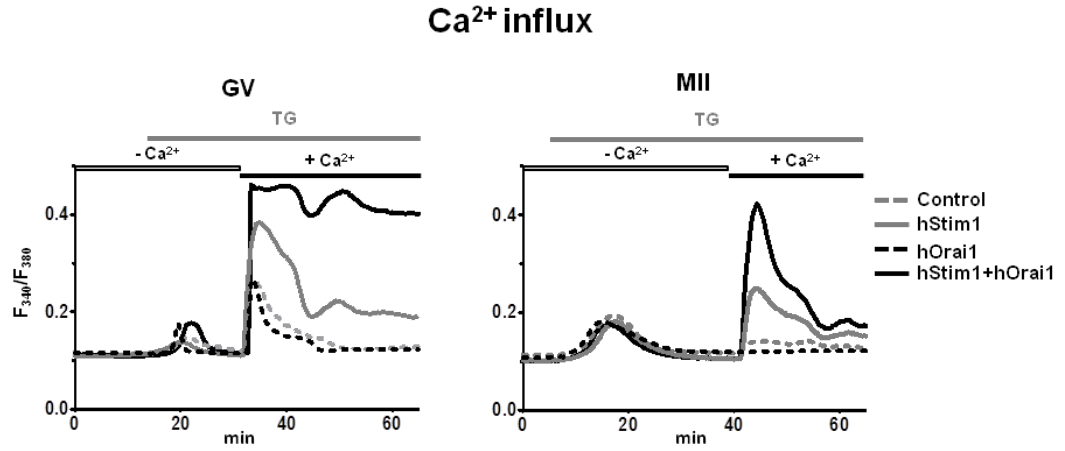 Ca²⁺ influx
GV
TG
- Ca²⁺
+ Ca²⁺
F₃₄₀/F₃₈₀
0.4
0.2
0.0
0
20
40
60
min
MII
TG
- Ca²⁺
+ Ca²⁺
0.4
0.2
0.0
0
20
40
60
min
Control
hStim1
hOrai1
hStim1+hOrai1